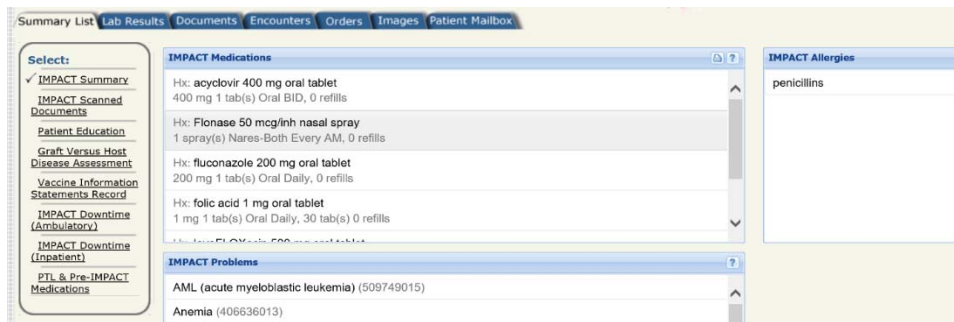 Summary List Lab Results Documents Encounters Orders Images Patient Mailbox
Select:
IMPACT Summary
IMPACT Scanned
Documents
Patient Education
Graft Versus Host
Disease Assessment
Vaccine Information
Statements Record
IMPACT Downtime
(Ambulatory)
IMPACT Downtime
(Inpatient)
PTL & Pre-IMPACT
Medications
IMPACT Medications
?
Hx: acyclovir 400 mg oral tablet
400 mg 1 tab(s) Oral BID, 0 refills
Hx: Flonase 50 mcg/inh nasal spray
1 spray(s) Nares-Both Every AM, 0 refills
Hx: fluconazole 200 mg oral tablet
200 mg 1 tab(s) Oral Daily, 0 refills
Hx: folic acid 1 mg oral tablet
1 mg 1 tab(s) Oral Daily, 30 tab(s) 0 refills
IMPACT Problems
?
AML (acute myeloblastic leukemia) (509749015)
Anemia (406636013)
IMPACT Allergies
penicillins